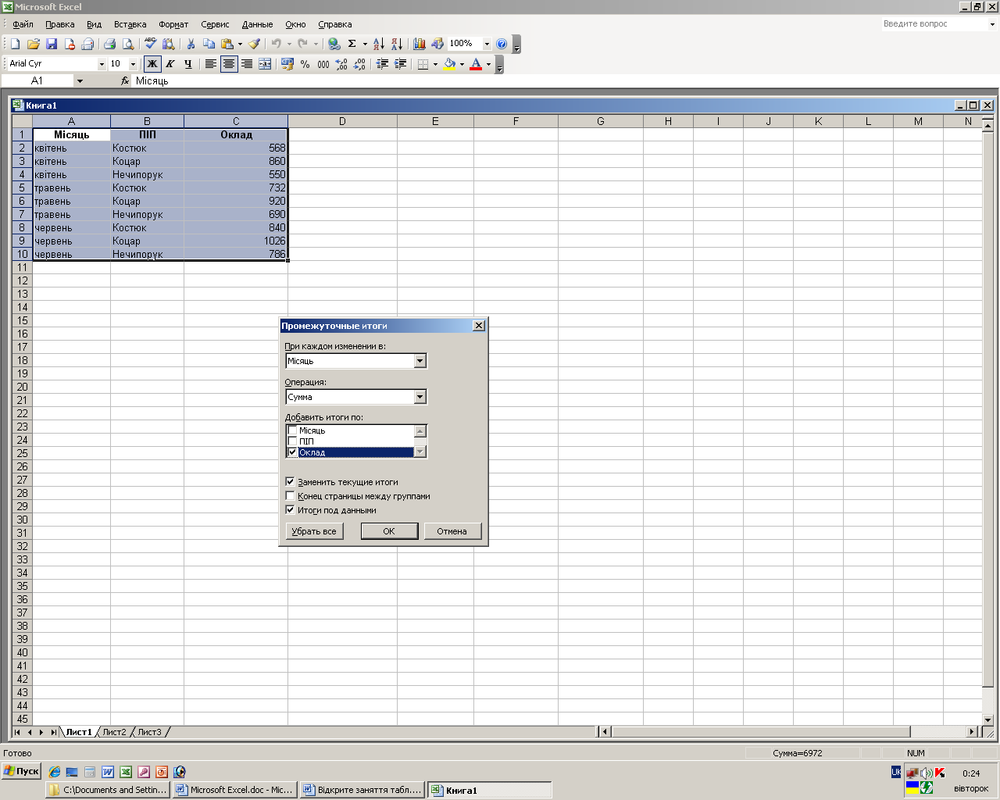 Microsoft Excel
Файл Правка Вид Вставка Формат Сервис Данные Окно Справка Введите вопрос
100%
Arial Cyr 10 Ж К Ч % 000
A1 fx Місяць
Книга1
A B C D E F G H I J K L M N
1 Місяць ПІП Оклад
2 квітень Костюк 568
3 квітень Коцар 860
4 квітень Нечипорук 550
5 травень Костюк 732
6 травень Коцар 920
7 травень Нечипорук 690
8 червень Костюк 840
9 червень Коцар 1026
10 червень Нечипорук 786
11
12
13
14
15
16
17
18
19
20
21
22
23
24
25
26
27
28
29
30
31
32
33
34
35
36
37
38
39
40
41
42
43
44
45
Промежуточные итоги
При каждом изменении в:
Місяць
Операция:
Сумма
Добавить итоги по:
Місяць
ПІП
Оклад
Заменить текущие итоги
Конец страницы между группами
Итоги под данными
Убрать все OK Отмена
Лист1 Лист2 Лист3
Готово Сумма=6972 NUM
Пуск UK 0:24
C:\Documents and Settin... Microsoft Excel.doc - Mic... Відкрите заняття табл.... Книга1 вівторок